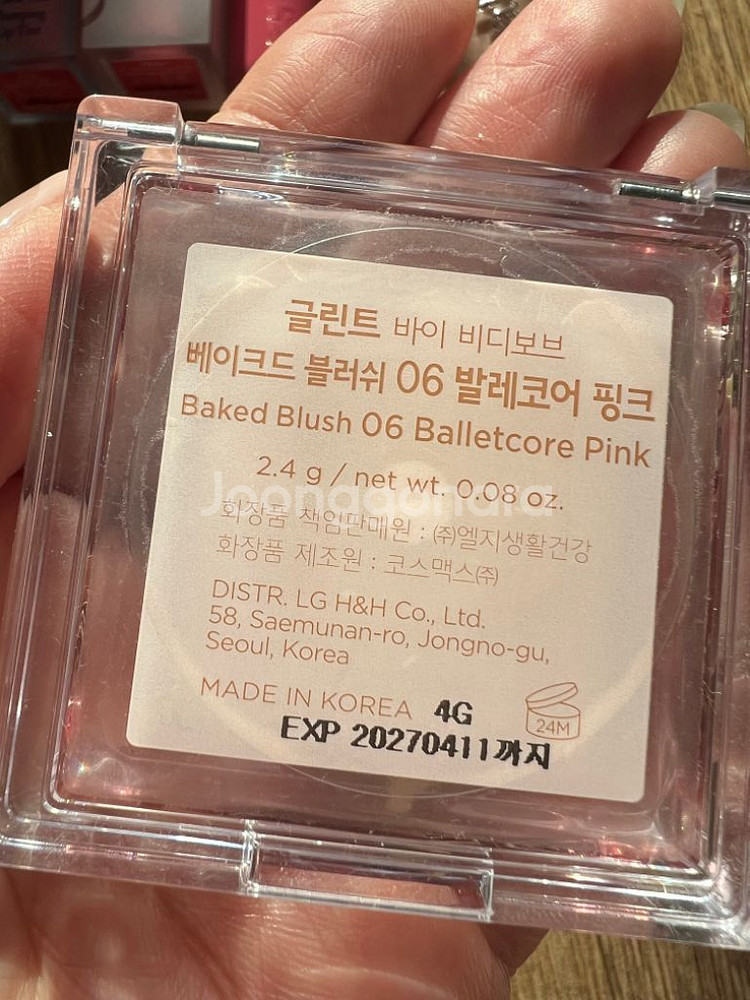 글린트 바이 비디보브
베이크드 블러쉬 06 발레코어 핑크
Baked Blush 06 Balletcore Pink
2.4 g / net wt. 0.08 oz.
Joonggonara
화장품 책임판매원 : ㈜엘지생활건강
화장품 제조원 : 코스맥스㈜
DISTR. LG H&H Co., Ltd.
58, Saemunan-ro, Jongno-gu,
Seoul, Korea
MADE IN KOREA 4G
24M
EXP 20270411까지